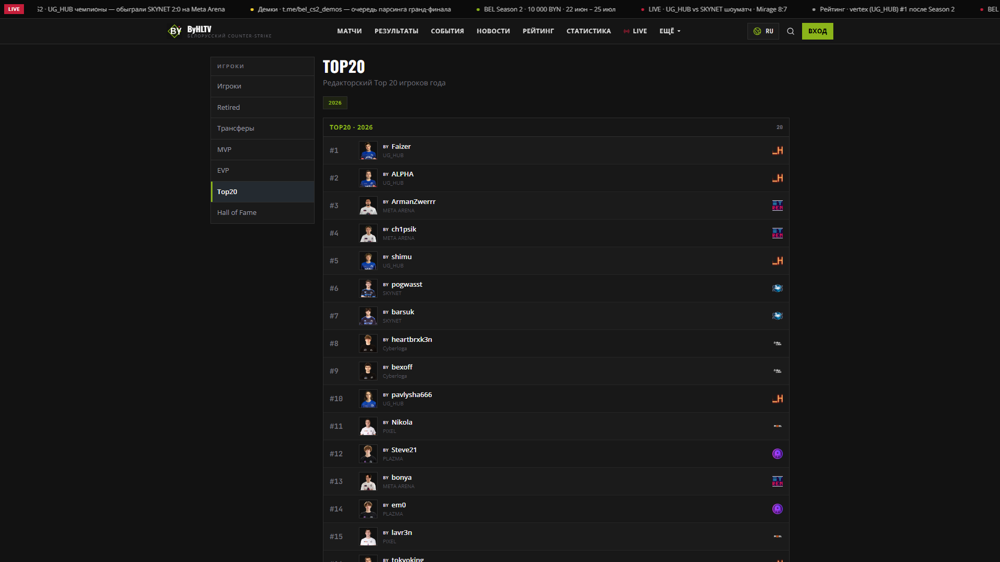 LIVE
S2 · UG_HUB чемпионы — обыграли SKYNET 2:0 на Meta Arena
Демки · t.me/bel_cs2_demos — очередь парсинга гранд-финала
BEL Season 2 · 10 000 BYN · 22 июн – 25 июл
LIVE · UG_HUB vs SKYNET шоуматч · Mirage 8:7
Рейтинг · vertex (UG_HUB) #1 после Season 2
BEL
BY
ByHLTV
БЕЛОРУССКИЙ COUNTER-STRIKE
МАТЧИ
РЕЗУЛЬТАТЫ
СОБЫТИЯ
НОВОСТИ
РЕЙТИНГ
СТАТИСТИКА
LIVE
ЕЩЁ
RU
ВХОД
ИГРОКИ
Игроки
Retired
Трансферы
MVP
EVP
Top20
Hall of Fame
TOP20
Редакторский Top 20 игроков года
2026
TOP20 · 2026
20
#1
BY Faizer
UG_HUB
_H
#2
BY ALPHA
UG_HUB
_H
#3
BY ArmanZwerrr
META ARENA
#4
BY ch1psik
META ARENA
#5
BY shimu
UG_HUB
_H
#6
BY pogwasst
SKYNET
#7
BY barsuk
SKYNET
#8
BY heartbrxk3n
Cyberloga
#9
BY bexoff
Cyberloga
#10
BY pavlysha666
UG_HUB
_H
#11
BY Nikola
PIXEL
PIXEL
#12
BY Steve21
PLAZMA
#13
BY bonya
META ARENA
#14
BY em0
PLAZMA
#15
BY lavr3n
PIXEL
PIXEL
BY tokyoking